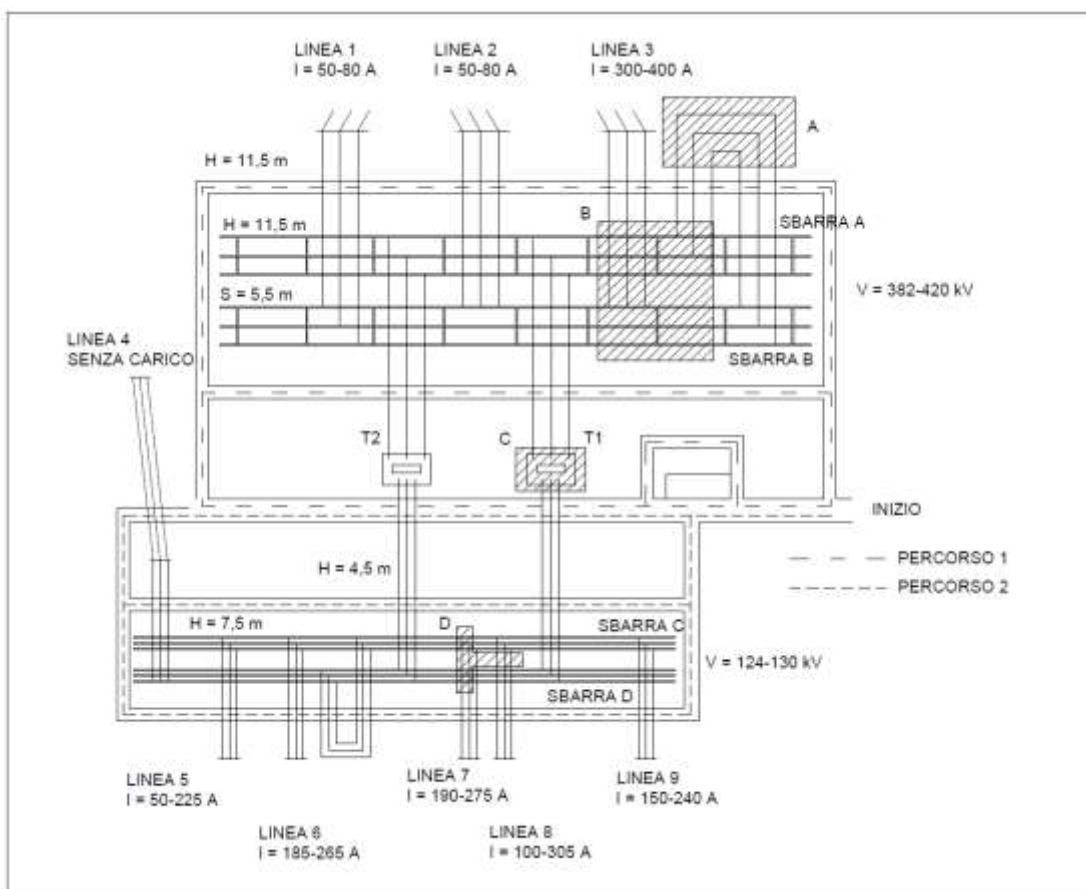 LINEA 1
I = 50-80 A
LINEA 2
I = 50-80 A
LINEA 3
I = 300-400 A
A
H = 11,5 m
B
H = 11,5 m
SBARRA A
S = 5,5 m
V = 382-420 kV
LINEA 4
SENZA CARICO
SBARRA B
T2
C
T1
INIZIO
H = 4,5 m
PERCORSO 1
PERCORSO 2
H = 7,5 m
D
SBARRA C
V = 124-130 kV
SBARRA D
LINEA 5
I = 50-225 A
LINEA 7
I = 190-275 A
LINEA 9
I = 150-240 A
LINEA 6
I = 185-265 A
LINEA 8
I = 100-305 A